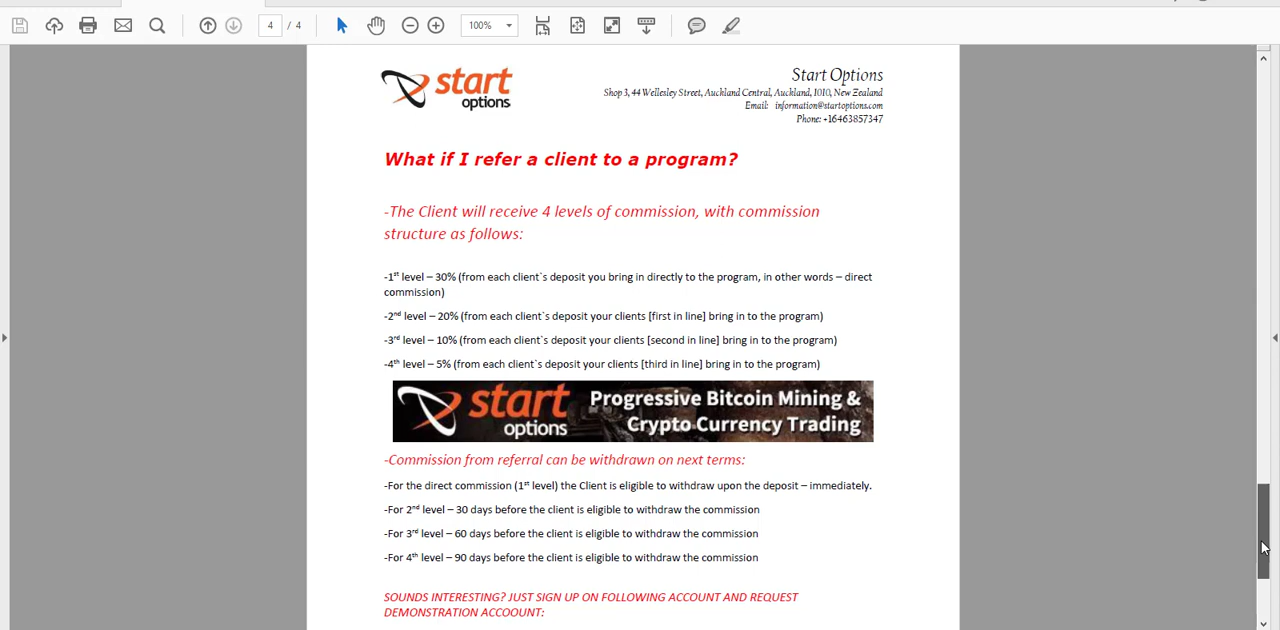 4 / 4
100%
start
options
Start Options
Shop 3, 44 Wellesley Street, Auckland Central, Auckland, 1010, New Zealand
Email: information@startoptions.com
Phone: +16463857347
What if I refer a client to a program?
-The Client will receive 4 levels of commission, with commission
structure as follows:
-1st level – 30% (from each client`s deposit you bring in directly to the program, in other words – direct
commission)
-2nd level – 20% (from each client`s deposit your clients [first in line] bring in to the program)
-3rd level – 10% (from each client`s deposit your clients [second in line] bring in to the program)
-4th level – 5% (from each client`s deposit your clients [third in line] bring in to the program)
start
options
Progressive Bitcoin Mining &
Crypto Currency Trading
-Commission from referral can be withdrawn on next terms:
-For the direct commission (1st level) the Client is eligible to withdraw upon the deposit – immediately.
-For 2nd level – 30 days before the client is eligible to withdraw the commission
-For 3rd level – 60 days before the client is eligible to withdraw the commission
-For 4th level – 90 days before the client is eligible to withdraw the commission
SOUNDS INTERESTING? JUST SIGN UP ON FOLLOWING ACCOUNT AND REQUEST
DEMONSTRATION ACCOOUNT: